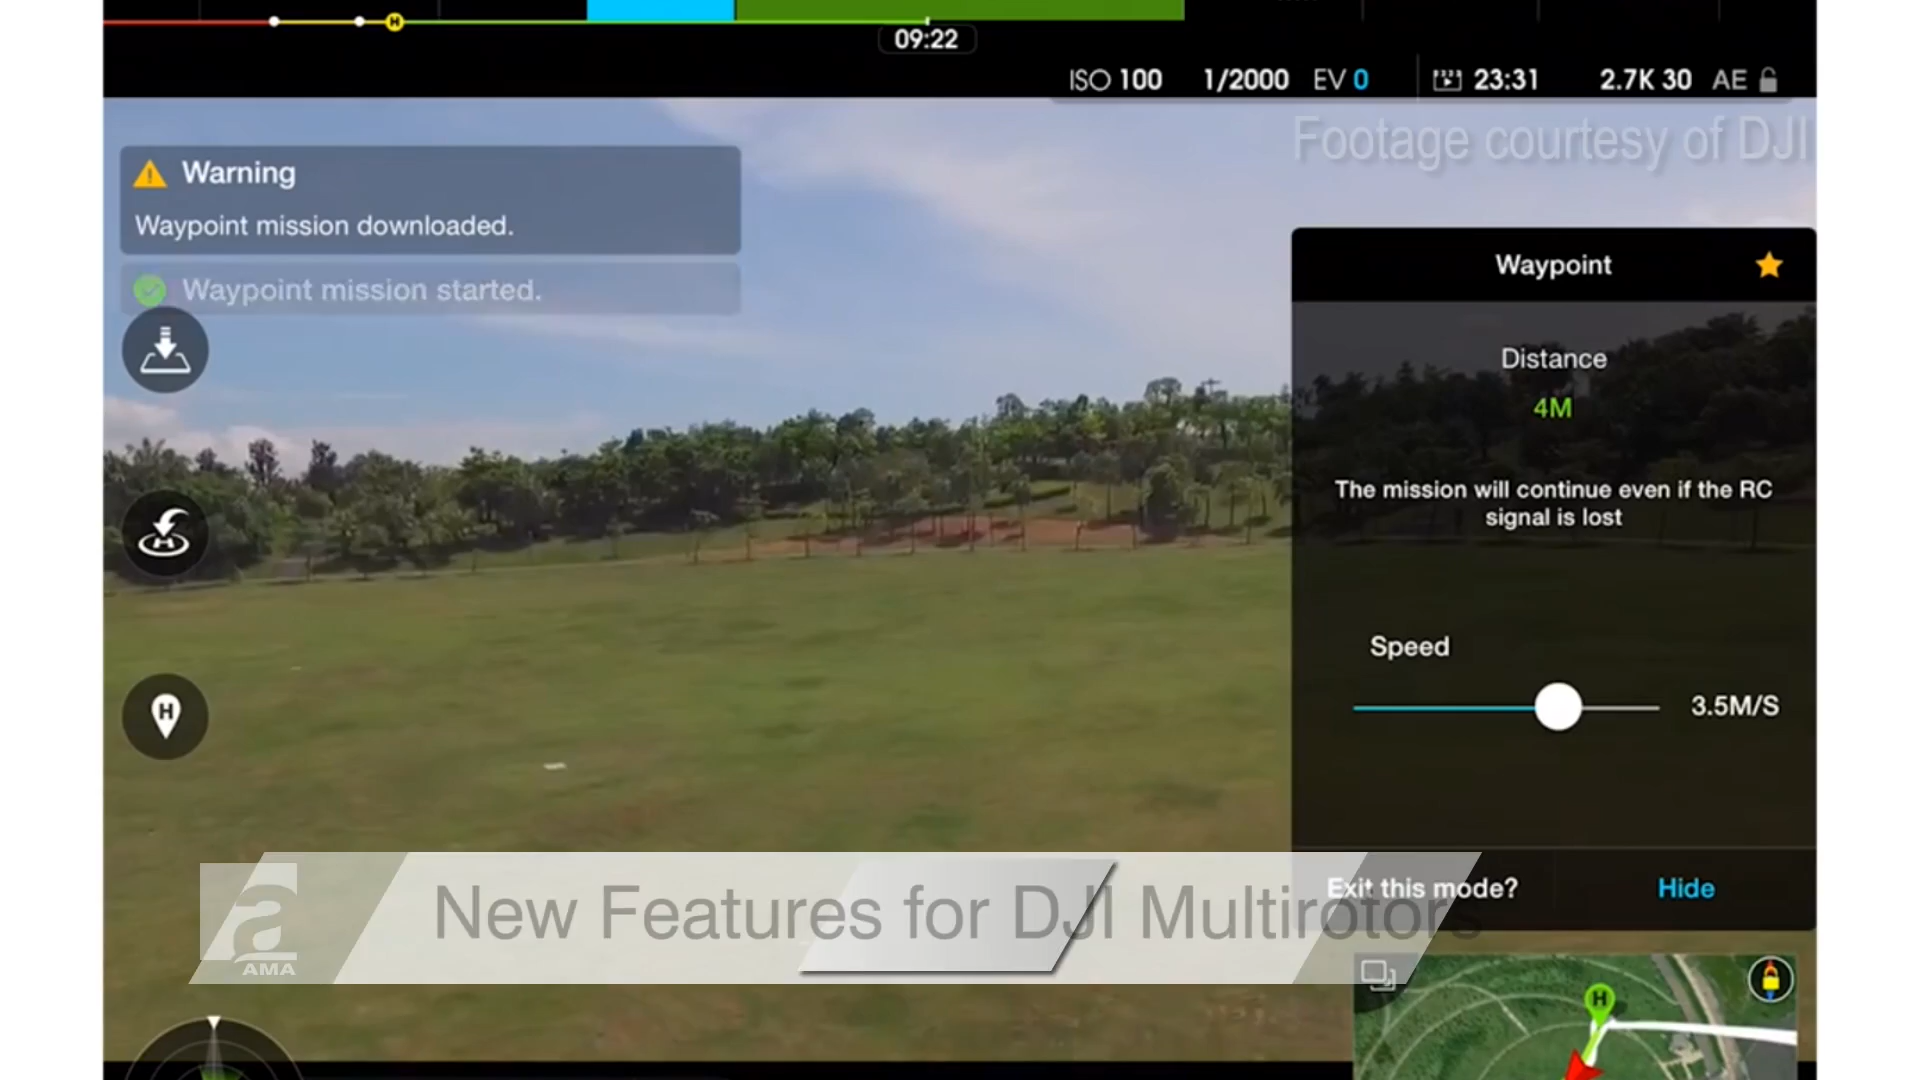 H
09:22
ISO 100 1/2000 EV 0 23:31 2.7K 30 AE
Footage courtesy of DJI
Warning
Waypoint mission downloaded.
Waypoint mission started.
Waypoint
Distance
4M
The mission will continue even if the RC
signal is lost
Speed
3.5M/S
H
H
Exit this mode? Hide
New Features for DJI Multirotors
a
AMA
H